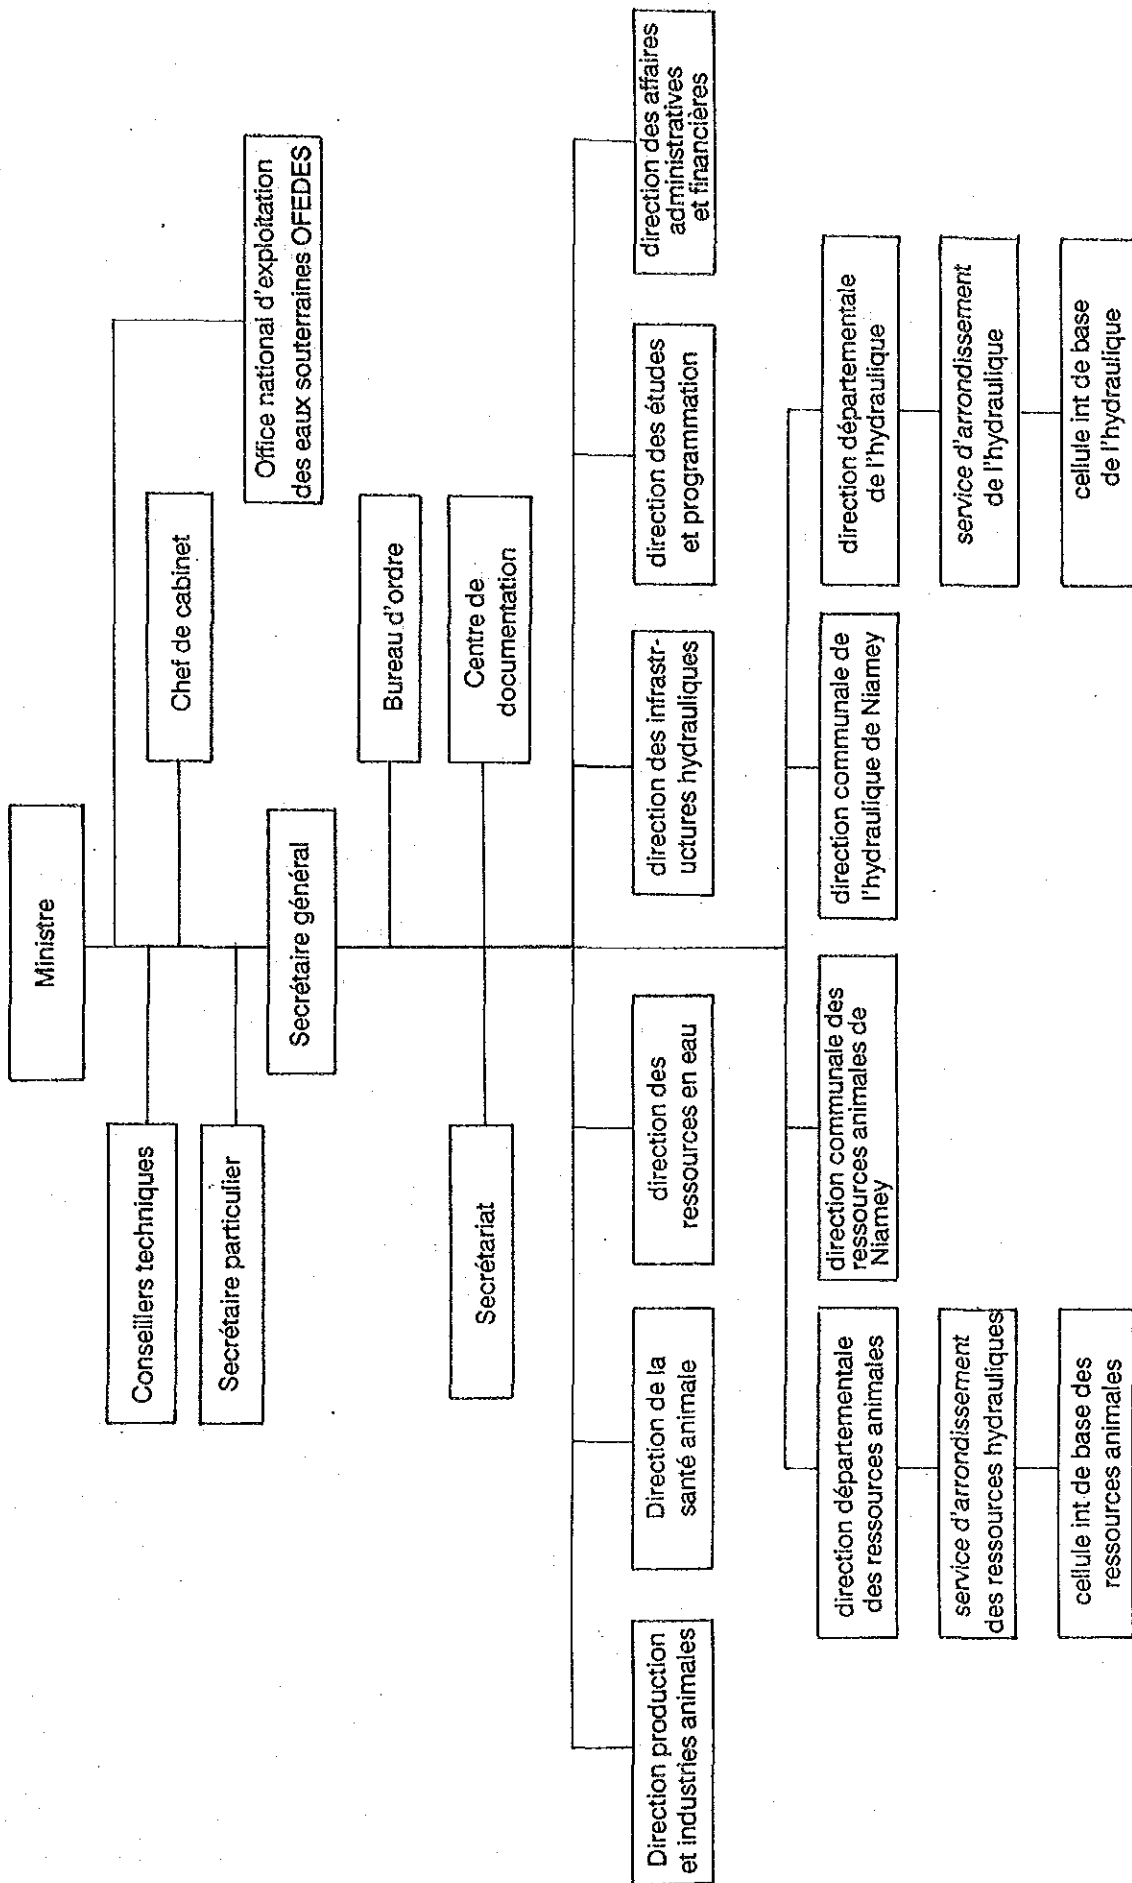 Ministre
Office national d'exploitation
des eaux souterraines OFEDES
Chef de cabinet
Conseillers techniques
Secrétaire particulier
Secrétaire général
Bureau d'ordre
Centre de
documentation
Secrétariat
Direction production
et industries animales
Direction de la
santé animale
direction des
ressources en eau
direction des infrastr-
uctures hydrauliques
direction des études
et programmation
direction des affaires
administratives
et financières
direction départementale
des ressources animales
direction communale des
ressources animales de
Niamey
direction communale de
l'hydraulique de Niamey
direction départementale
de l'hydraulique
service d'arrondissement
des ressources hydrauliques
service d'arrondissement
de l'hydraulique
cellule int de base des
ressources animales
cellule int de base
de l'hydraulique